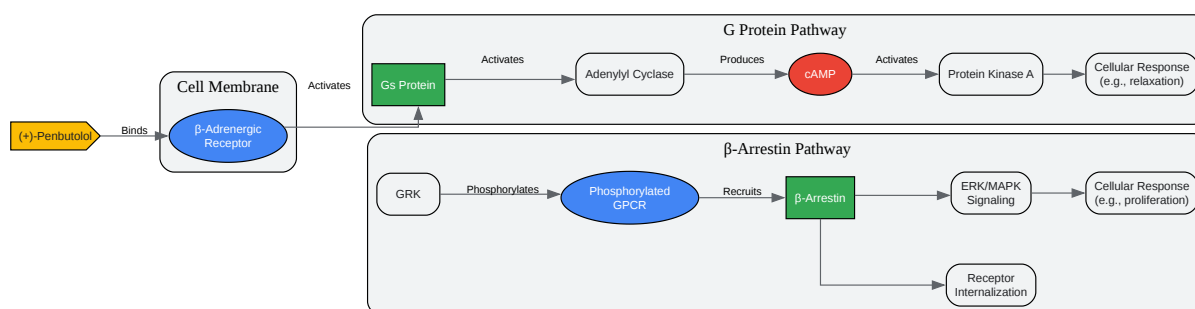 G Protein Pathway
Cell Membrane
(+)-Penbutolol
Binds
β-Adrenergic
Receptor
Activates
Gs Protein
Activates
Adenylyl Cyclase
Produces
cAMP
Activates
Protein Kinase A
Cellular Response
(e.g., relaxation)
β-Arrestin Pathway
GRK
Phosphorylates
Phosphorylated
GPCR
Recruits
β-Arrestin
ERK/MAPK
Signaling
Cellular Response
(e.g., proliferation)
Receptor
Internalization